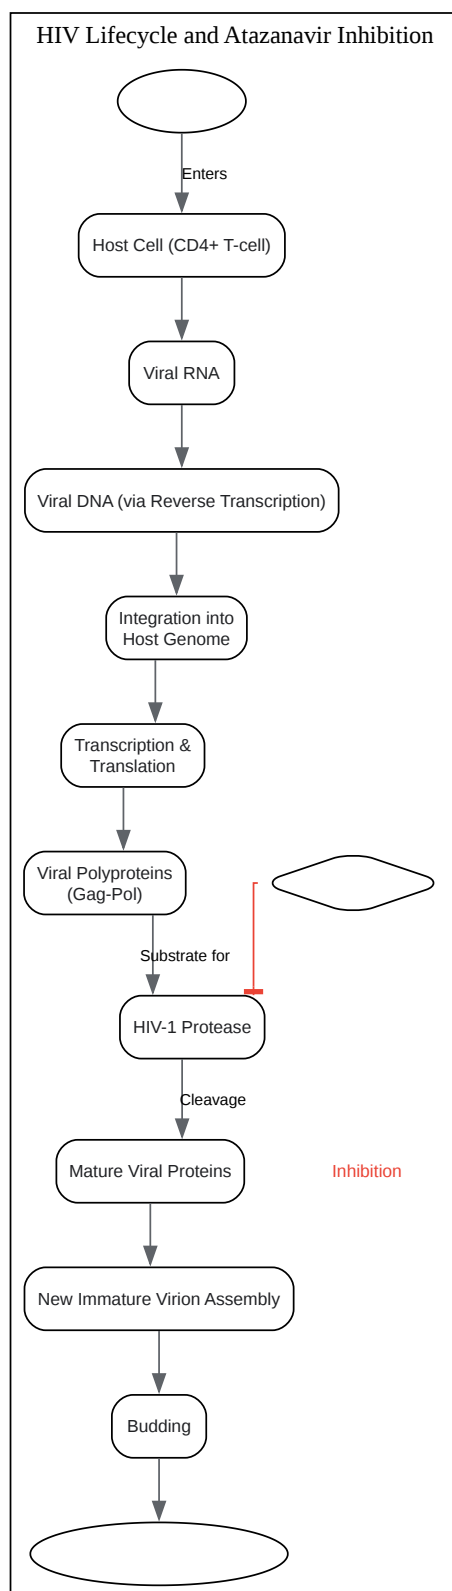 HIV Lifecycle and Atazanavir Inhibition
Enters
Host Cell (CD4+ T-cell)
Viral RNA
Viral DNA (via Reverse Transcription)
Integration into
Host Genome
Transcription &
Translation
Viral Polyproteins
(Gag-Pol)
Substrate for
HIV-1 Protease
Cleavage
Mature Viral Proteins
Inhibition
New Immature Virion Assembly
Budding